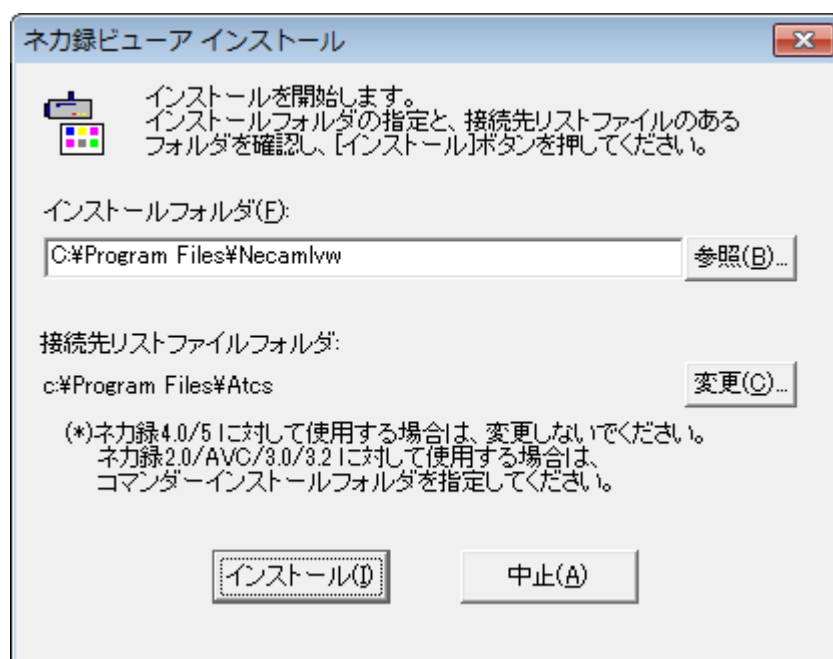 ネカ録ビューア インストール
インストールを開始します。
インストールフォルダの指定と、接続先リストファイルのある
フォルダを確認し、[インストール]ボタンを押してください。
インストールフォルダ(F):
C:¥Program Files¥Necamlvw
参照(B)...
接続先リストファイルフォルダ:
c:¥Program Files¥Atcs
変更(C)...
(*)ネカ録4.0/5に対して使用する場合は、変更しないでください。
ネカ録2.0/AVC/3.0/3.2に対して使用する場合は、
コマンダーインストールフォルダを指定してください。
インストール(I)
中止(A)